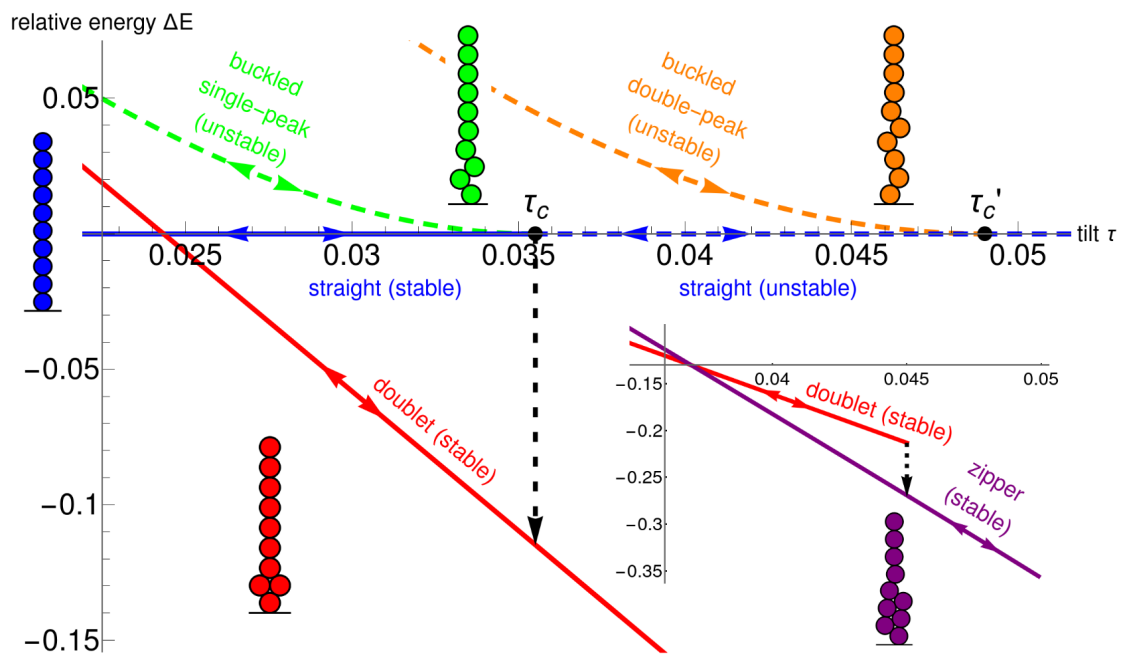 relative energy ΔE
buckled
single-peak
(unstable)
buckled
double-peak
(unstable)
0.05
τc
τc'
tilt τ
0.025
0.03
0.035
0.04
0.045
0.05
straight (stable)
straight (unstable)
−0.05
doublet (stable)
−0.1
−0.15
0.04
0.045
0.05
−0.15
−0.2
−0.25
−0.3
−0.35
doublet (stable)
zipper
(stable)